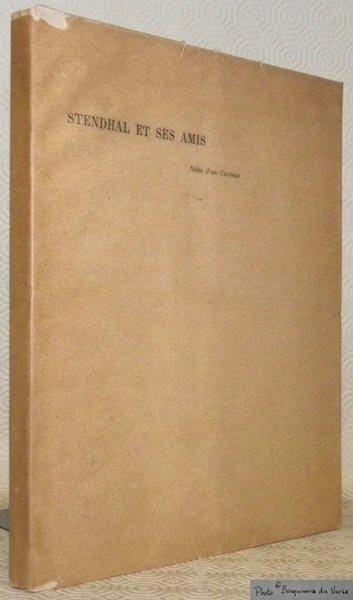 STENDHAL ET SES AMIS
Notes d'un Curieux
Photo © Bouquinerie du Varis